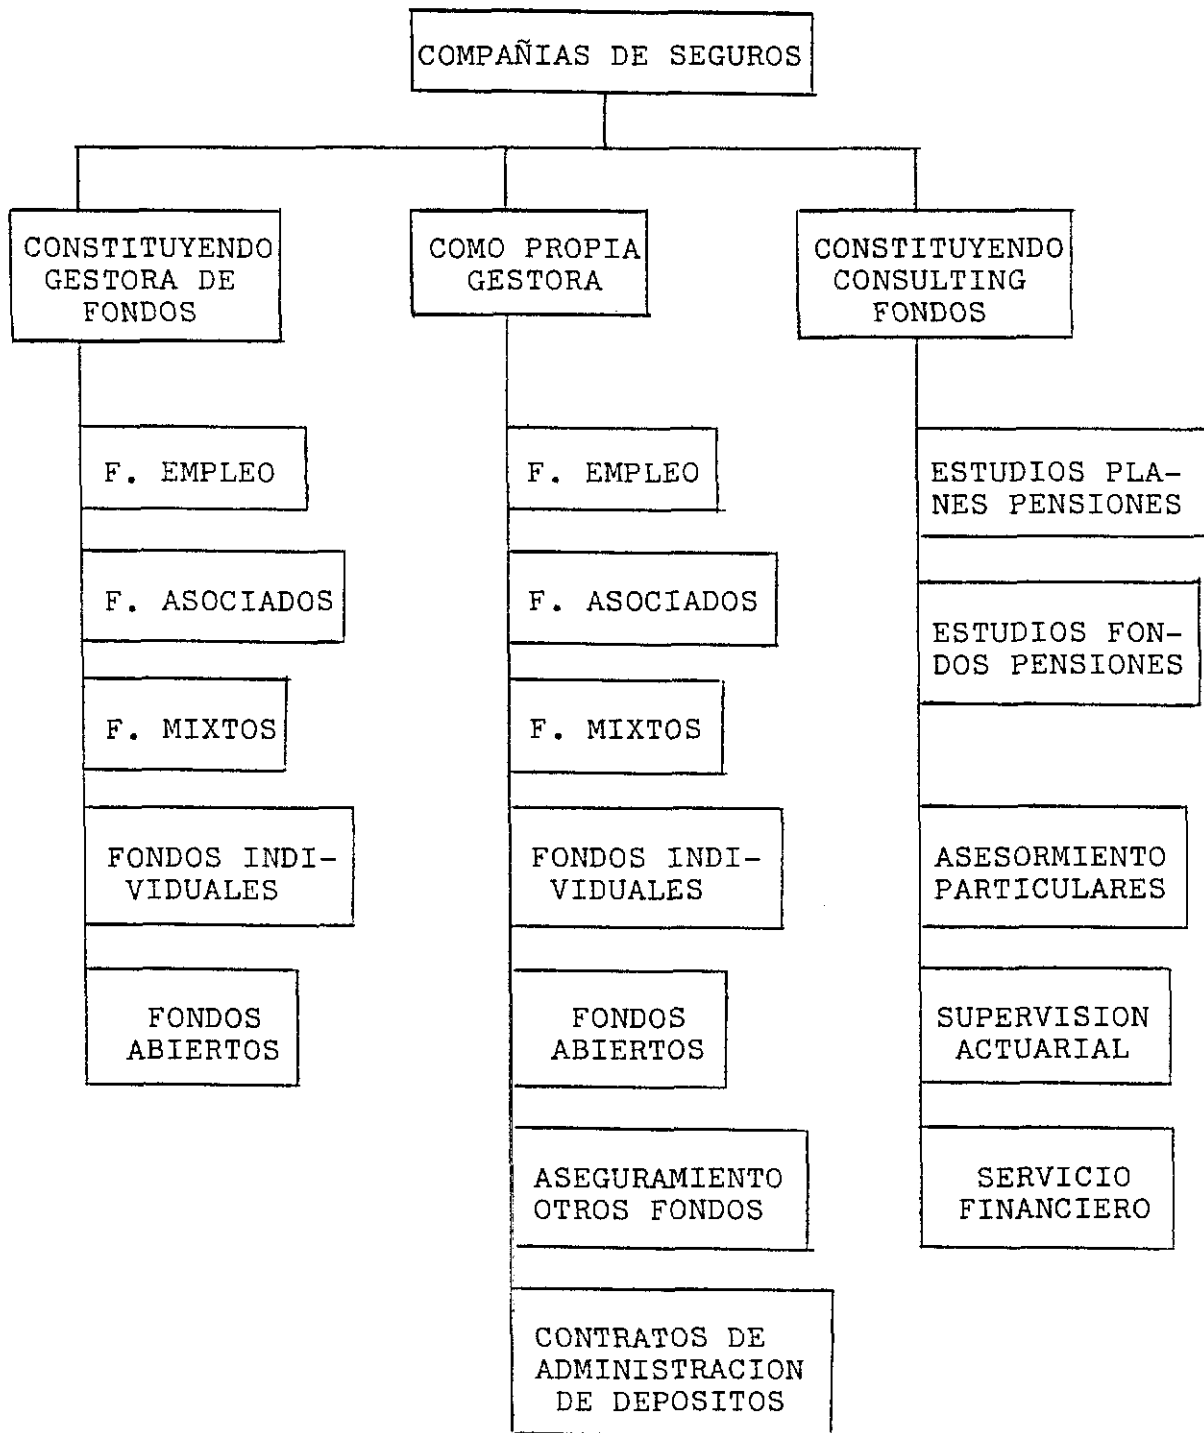 COMPAÑIAS DE SEGUROS
CONSTITUYENDO
GESTORA DE
FONDOS
COMO PROPIA
GESTORA
CONSTITUYENDO
CONSULTING
FONDOS
F. EMPLEO
F. ASOCIADOS
F. MIXTOS
FONDOS INDI-
VIDUALES
FONDOS
ABIERTOS
F. EMPLEO
F. ASOCIADOS
F. MIXTOS
FONDOS INDI-
VIDUALES
FONDOS
ABIERTOS
ASEGURAMIENTO
OTROS FONDOS
CONTRATOS DE
ADMINISTRACION
DE DEPOSITOS
ESTUDIOS PLA-
NES PENSIONES
ESTUDIOS FON-
DOS PENSIONES
ASESORMIENTO
PARTICULARES
SUPERVISION
ACTUARIAL
SERVICIO
FINANCIERO